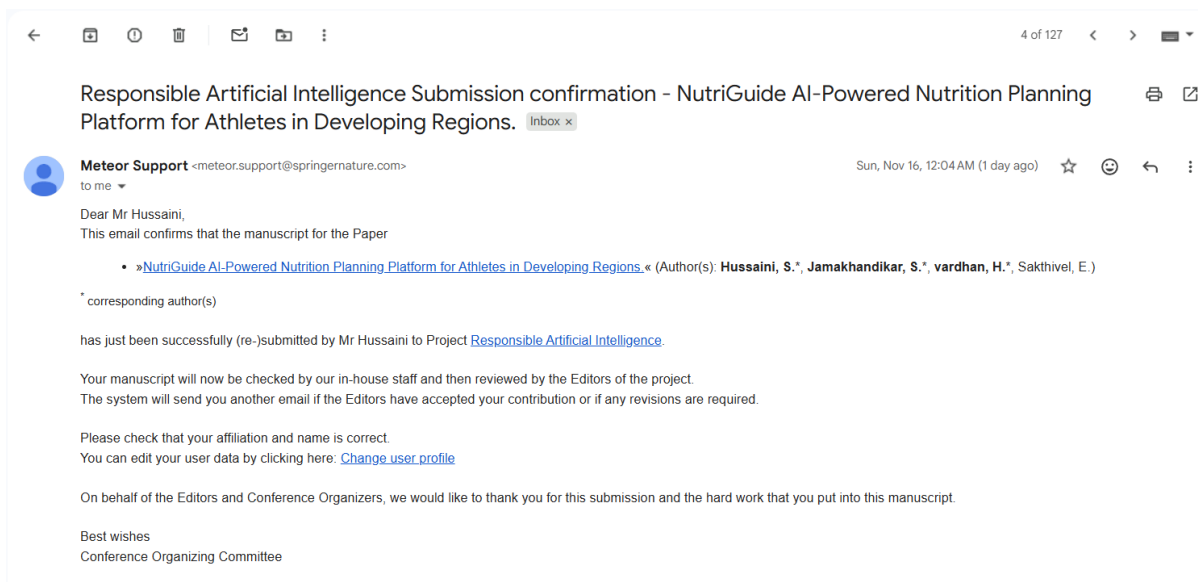 4 of 127
Responsible Artificial Intelligence Submission confirmation - NutriGuide AI-Powered Nutrition Planning
Platform for Athletes in Developing Regions. Inbox ×
Meteor Support <meteor.support@springernature.com> Sun, Nov 16, 12:04 AM (1 day ago)
to me
Dear Mr Hussaini,
This email confirms that the manuscript for the Paper
• »NutriGuide AI-Powered Nutrition Planning Platform for Athletes in Developing Regions.« (Author(s): Hussaini, S.*, Jamakhandikar, S.*, vardhan, H.*, Sakthivel, E.)
* corresponding author(s)
has just been successfully (re-)submitted by Mr Hussaini to Project Responsible Artificial Intelligence.
Your manuscript will now be checked by our in-house staff and then reviewed by the Editors of the project.
The system will send you another email if the Editors have accepted your contribution or if any revisions are required.
Please check that your affiliation and name is correct.
You can edit your user data by clicking here: Change user profile
On behalf of the Editors and Conference Organizers, we would like to thank you for this submission and the hard work that you put into this manuscript.
Best wishes
Conference Organizing Committee